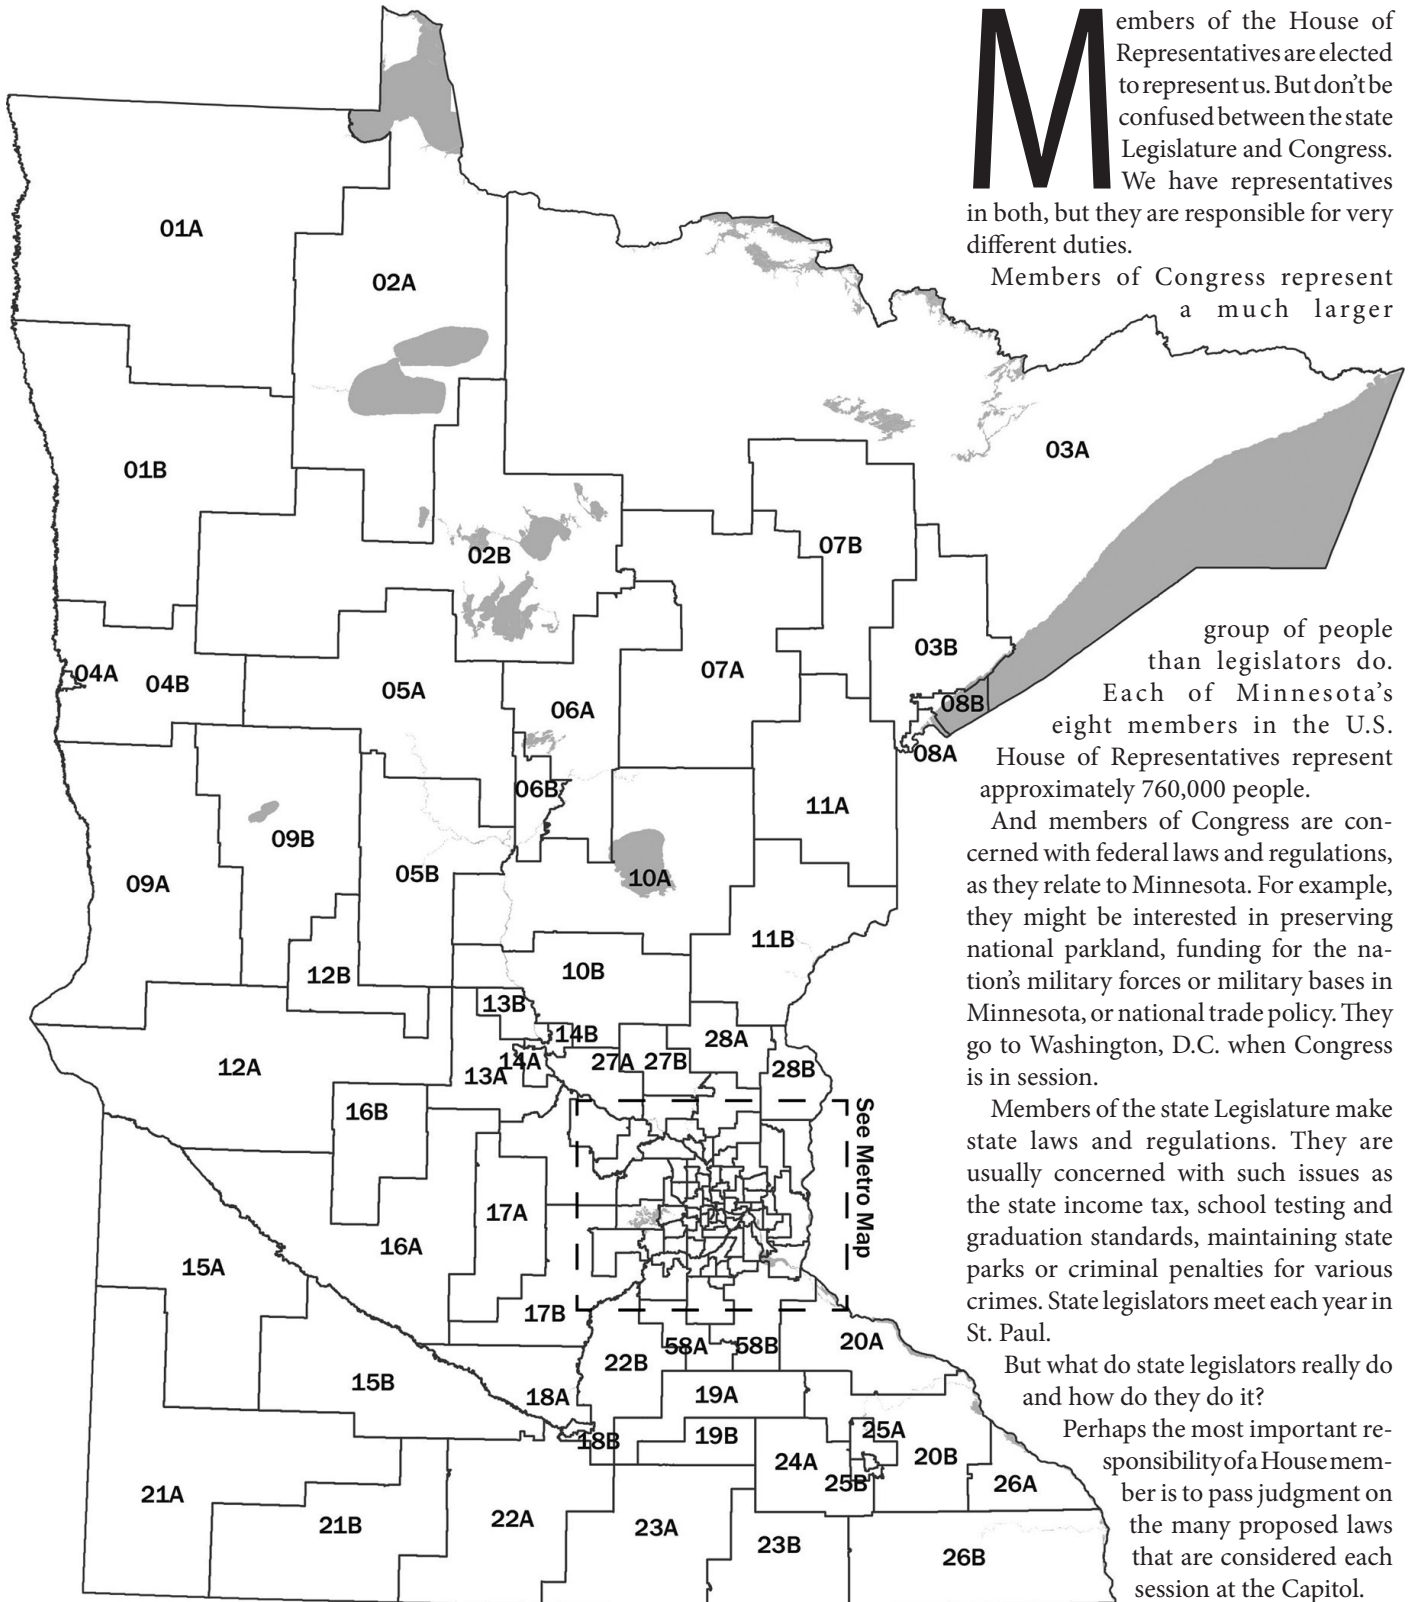 Members of the House of
Representatives are elected
to represent us. But don't be
confused between the state
Legislature and Congress.
We have representatives
in both, but they are responsible for very
different duties.
Members of Congress represent
a much larger
group of people
than legislators do.
Each of Minnesota's
eight members in the U.S.
House of Representatives represent
approximately 760,000 people.
And members of Congress are con-
cerned with federal laws and regulations,
as they relate to Minnesota. For example,
they might be interested in preserving
national parkland, funding for the na-
tion's military forces or military bases in
Minnesota, or national trade policy. They
go to Washington, D.C. when Congress
is in session.
Members of the state Legislature make
state laws and regulations. They are
usually concerned with such issues as
the state income tax, school testing and
graduation standards, maintaining state
parks or criminal penalties for various
crimes. State legislators meet each year in
St. Paul.
But what do state legislators really do
and how do they do it?
Perhaps the most important re-
sponsibility of a House mem-
ber is to pass judgment on
the many proposed laws
that are considered each
session at the Capitol.
01A
02A
03A
01B
02B
07B
03B
04A
04B
05A
06A
07A
08B
08A
06B
11A
09B
09A
05B
10A
11B
12B
10B
13B
14B
28A
12A
13A
14A
27A
27B
28B
16B
See Metro Map
17A
16A
15A
17B
22B
58A
58B
20A
15B
18A
19A
18B
19B
25A
24A
25B
20B
26A
21A
21B
22A
23A
23B
26B